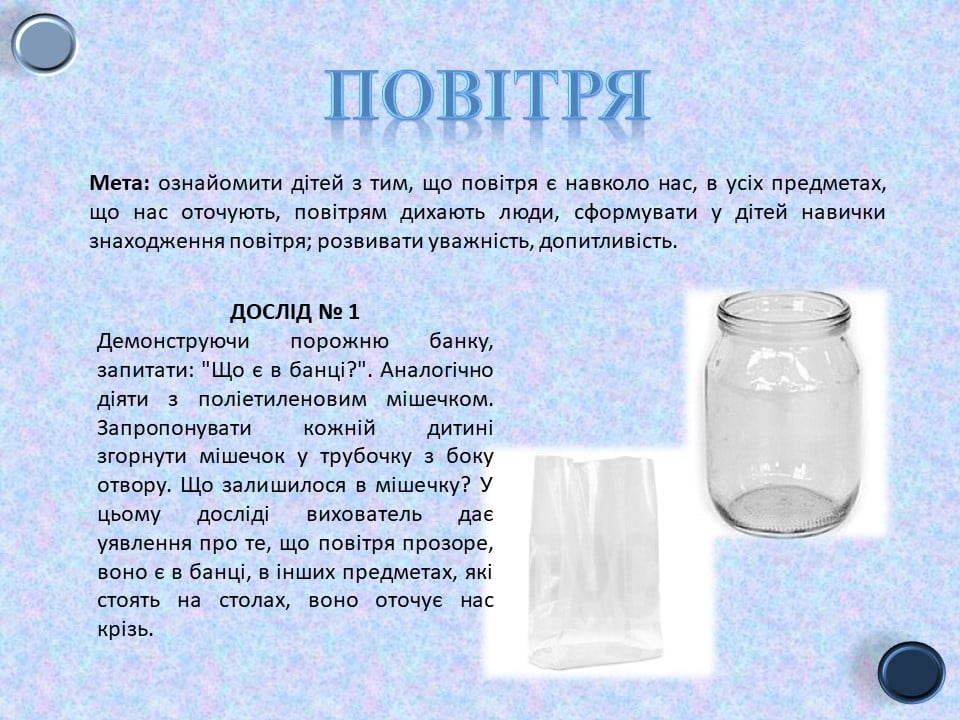 ПОВІТРЯ
Мета: ознайомити дітей з тим, що повітря є навколо нас, в усіх предметах,
що нас оточують, повітрям дихають люди, сформувати у дітей навички
знаходження повітря; розвивати уважність, допитливість.
ДОСЛІД № 1
Демонструючи порожню банку,
запитати: "Що є в банці?". Аналогічно
діяти з поліетиленовим мішечком.
Запропонувати кожній дитині
згорнути мішечок у трубочку з боку
отвору. Що залишилося в мішечку? У
цьому досліді вихователь дає
уявлення про те, що повітря прозоре,
воно є в банці, в інших предметах, які
стоять на столах, воно оточує нас
крізь.